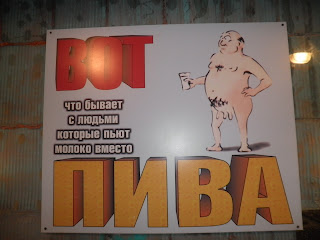 ВОТ
что бывает
с людьми
которые пьют
молоко вместо
ПИВА